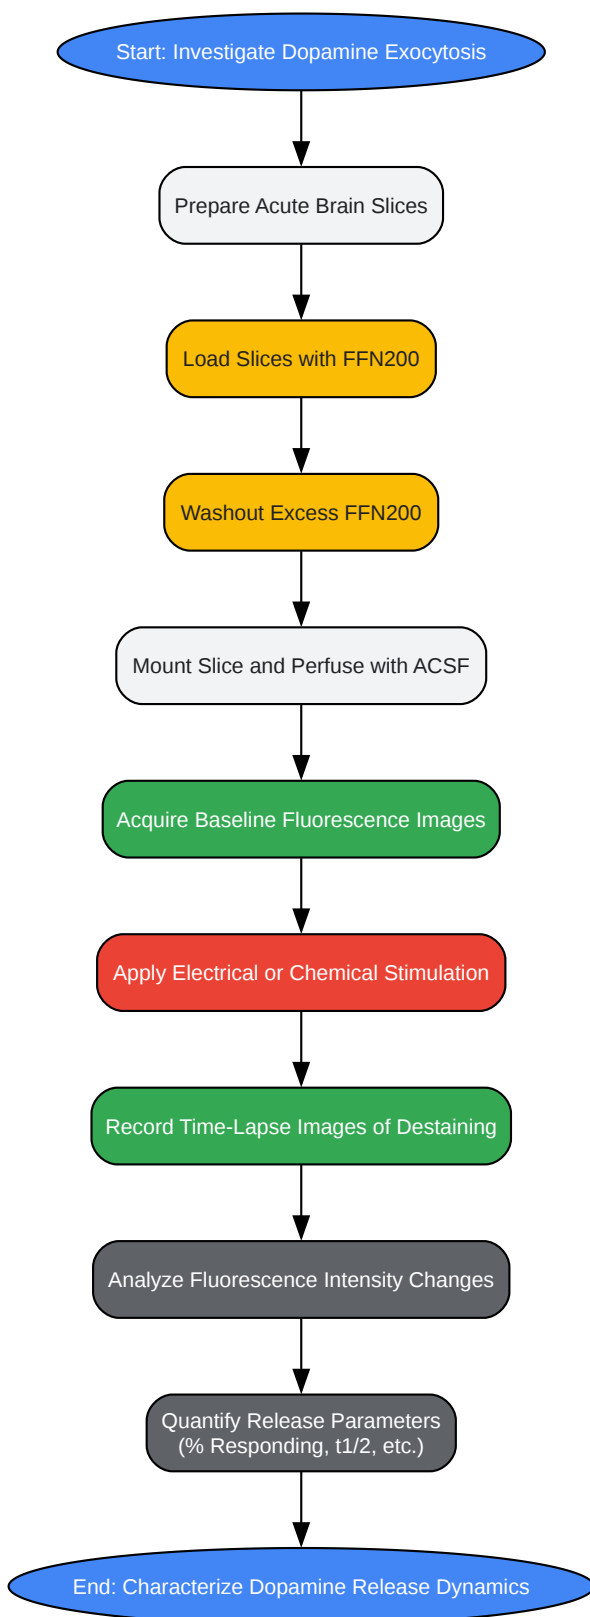 Start: Investigate Dopamine Exocytosis
Prepare Acute Brain Slices
Load Slices with FFN200
Washout Excess FFN200
Mount Slice and Perfuse with ACSF
Acquire Baseline Fluorescence Images
Apply Electrical or Chemical Stimulation
Record Time-Lapse Images of Destaining
Analyze Fluorescence Intensity Changes
Quantify Release Parameters
(% Responding, t1/2, etc.)
End: Characterize Dopamine Release Dynamics